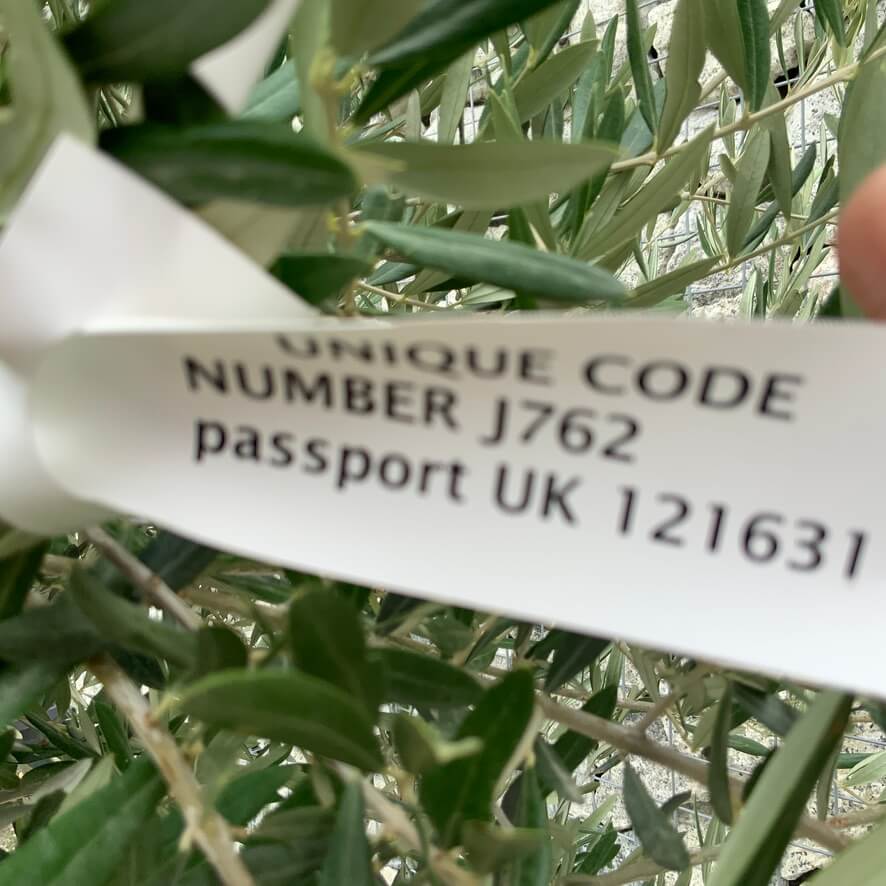 UNIQUE CODE
NUMBER J762
passport UK 121631